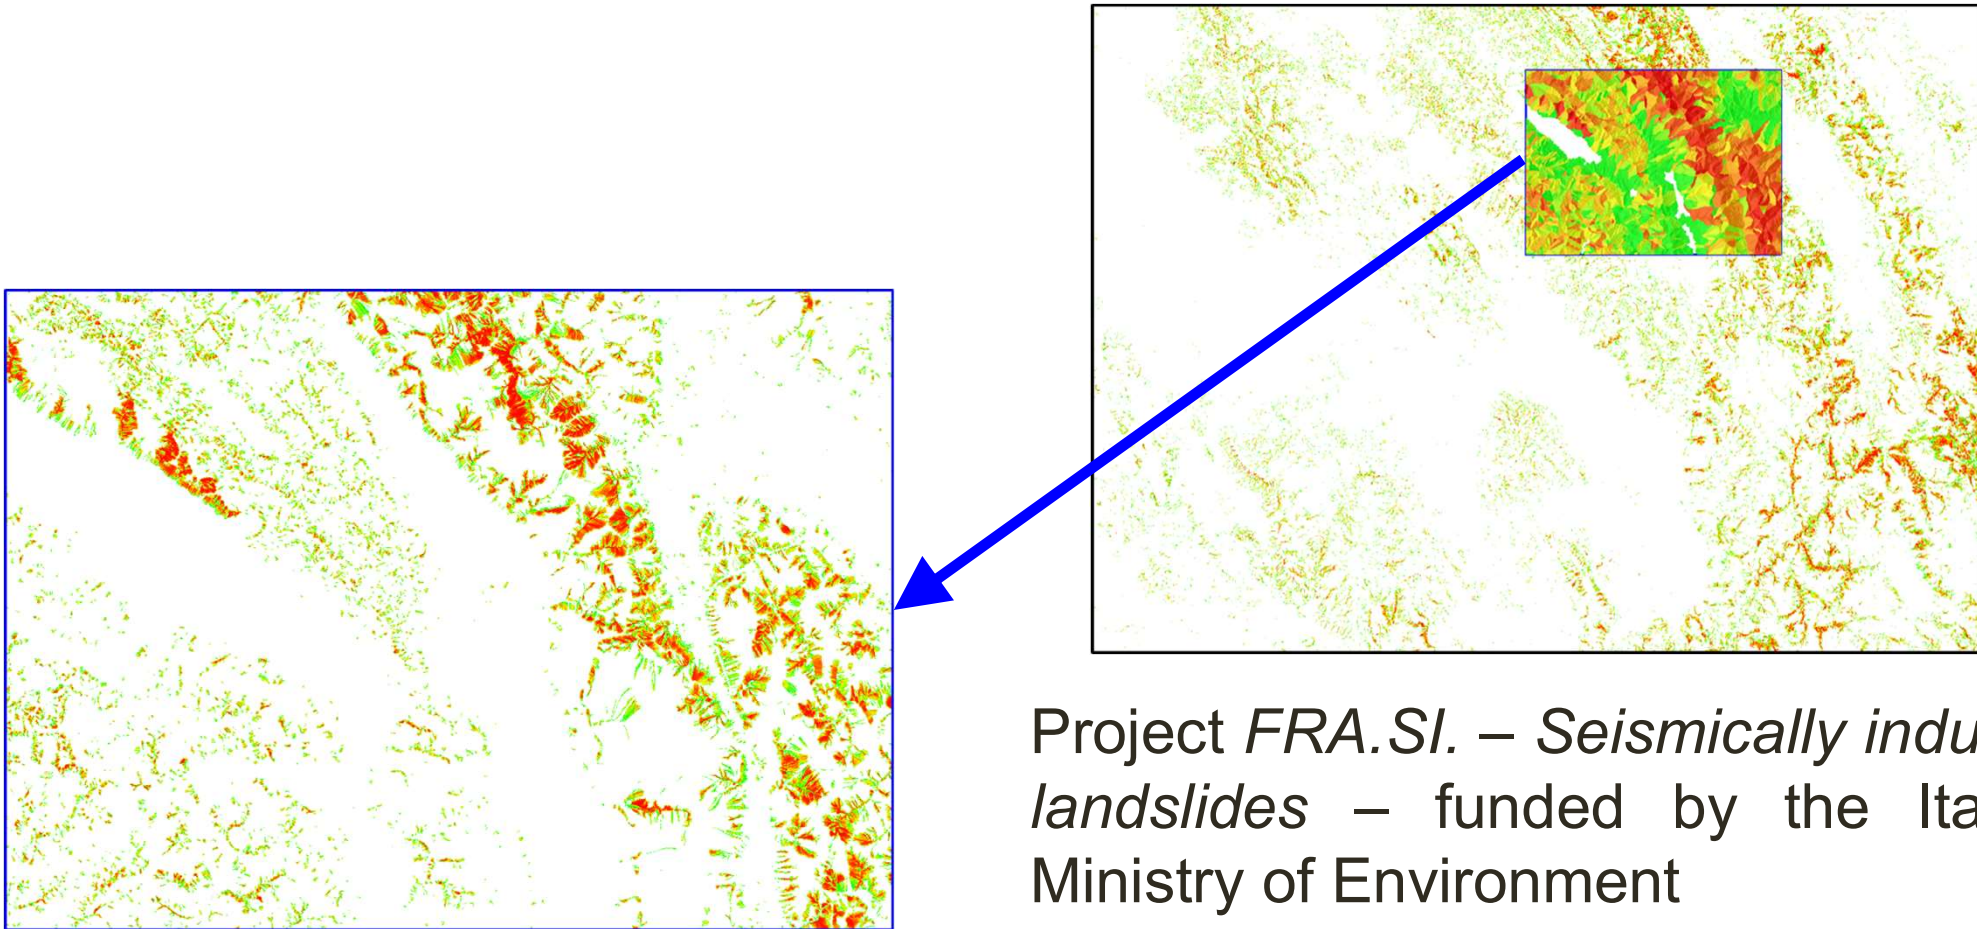 Project FRA.SI. – Seismically indu
landslides – funded by the Ita
Ministry of Environment